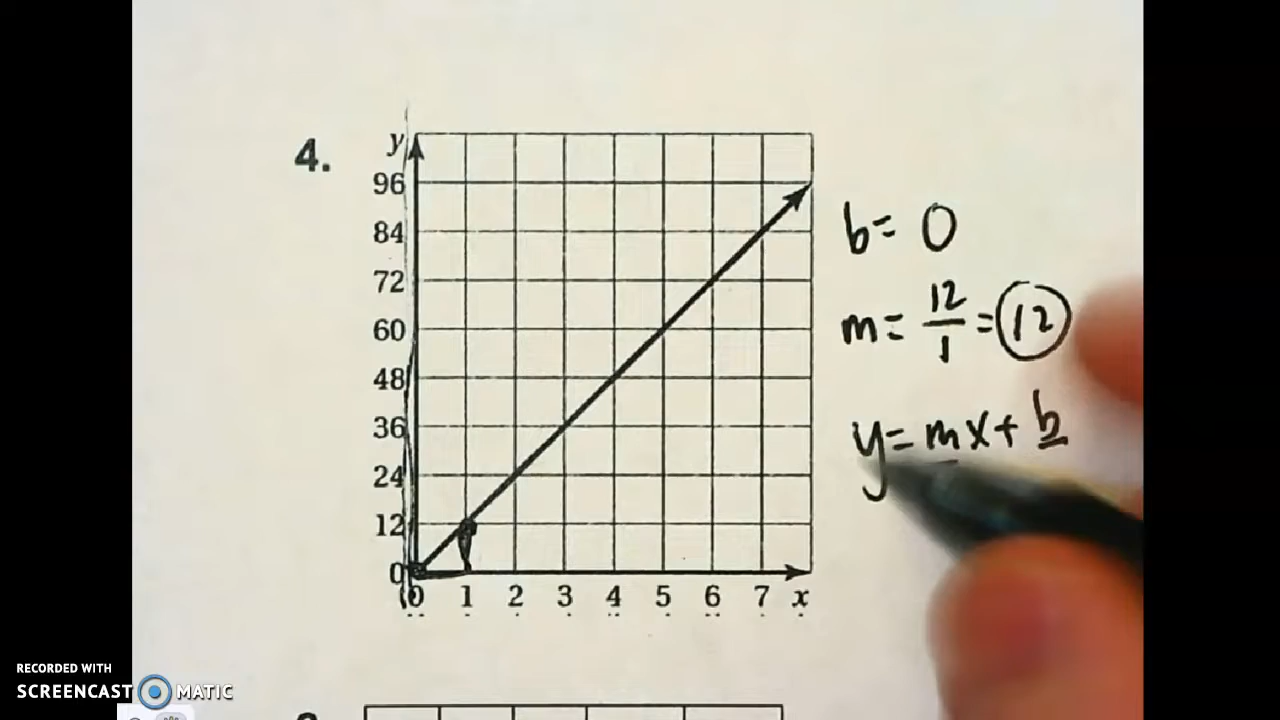 4.
y
96
84
72
60
48
36
24
12
0
0 1 2 3 4 5 6 7 x
b = 0
m = 12/1 = 12
y = mx + b
RECORDED WITH
SCREENCAST MATIC